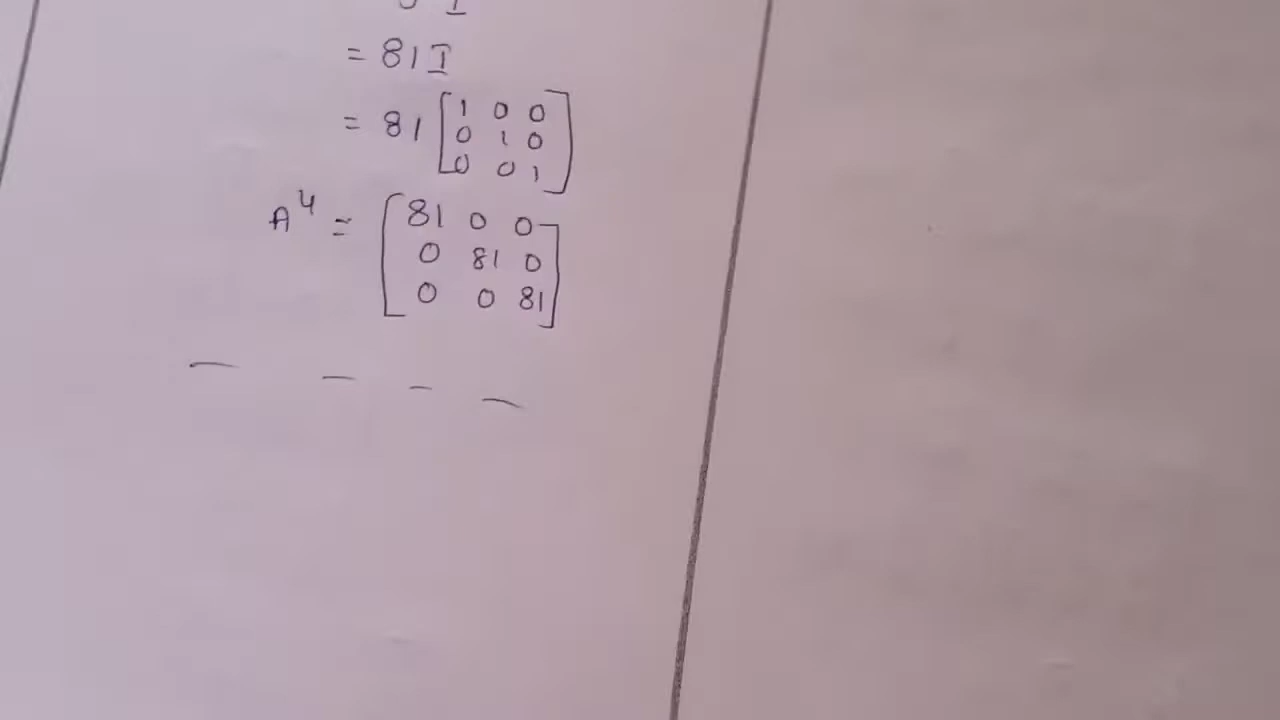 = 81 I
= 81 [1 0 0
0 1 0
0 0 1]
A⁴ = [81 0 0
0 81 0
0 0 81]